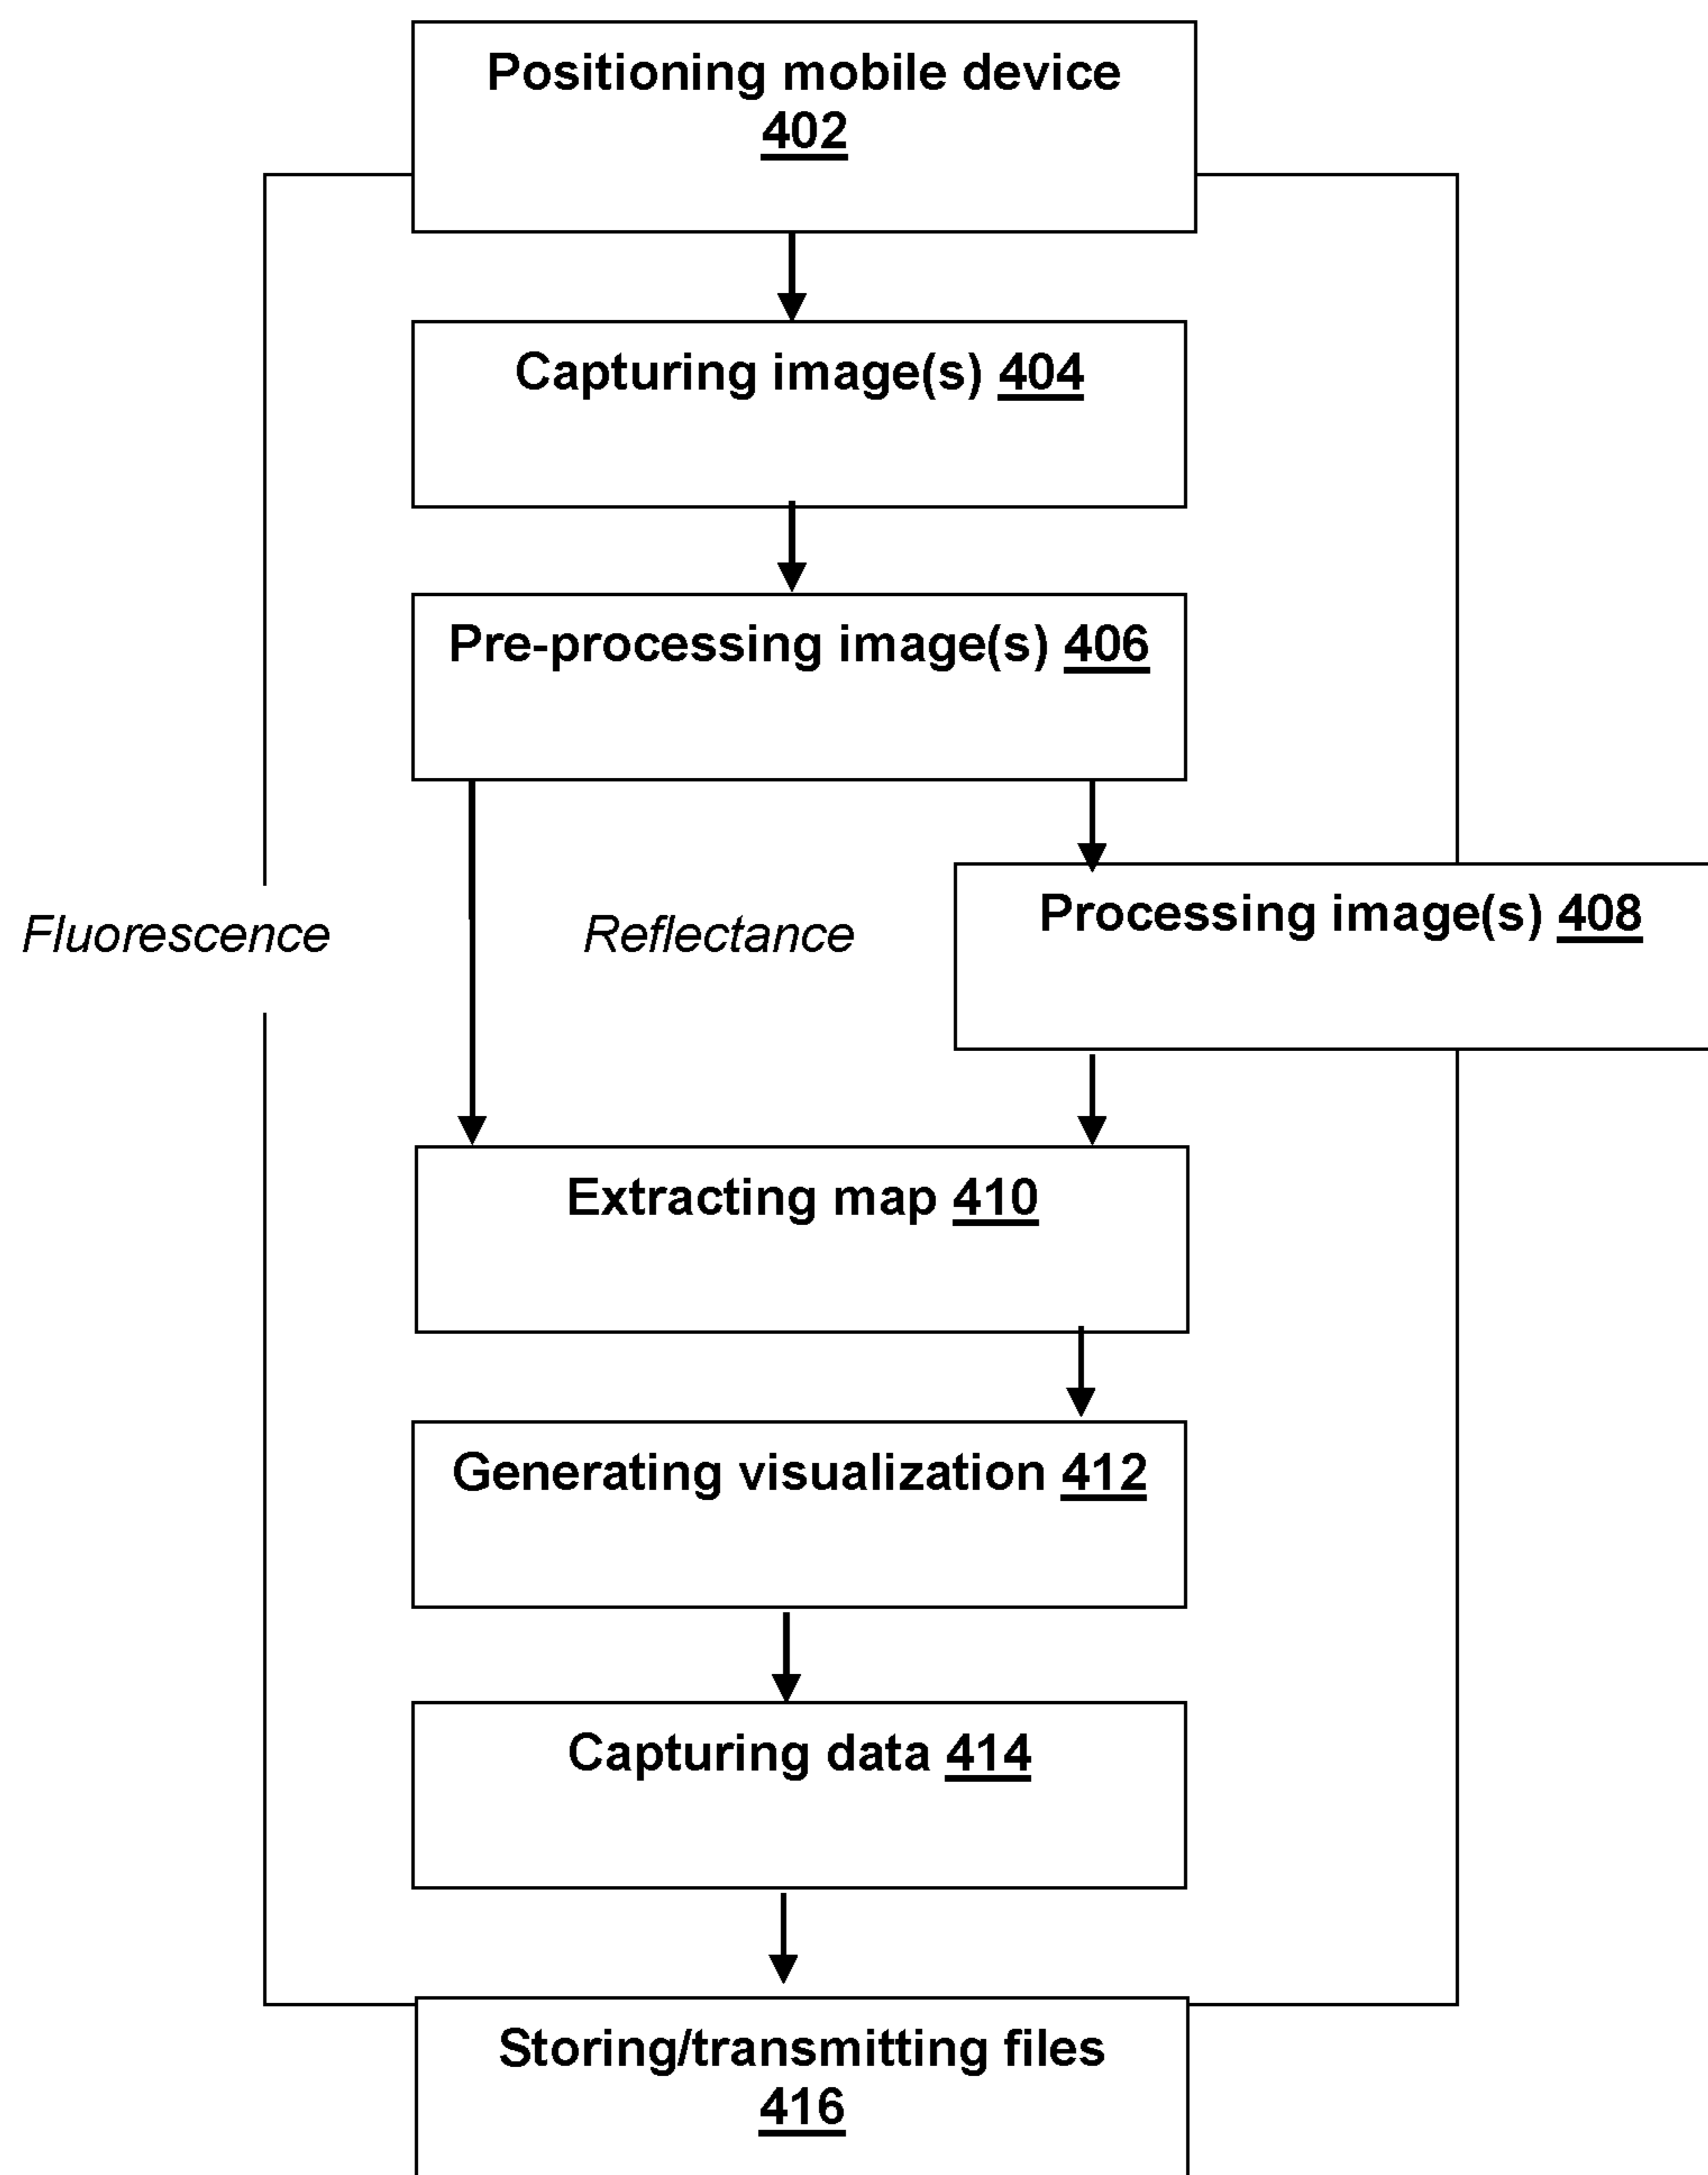 Positioning mobile device
402
Capturing image(s) 404
Pre-processing image(s) 406
Processing image(s) 408
Fluorescence
Reflectance
Extracting map 410
Generating visualization 412
Capturing data 414
Storing/transmitting files
416